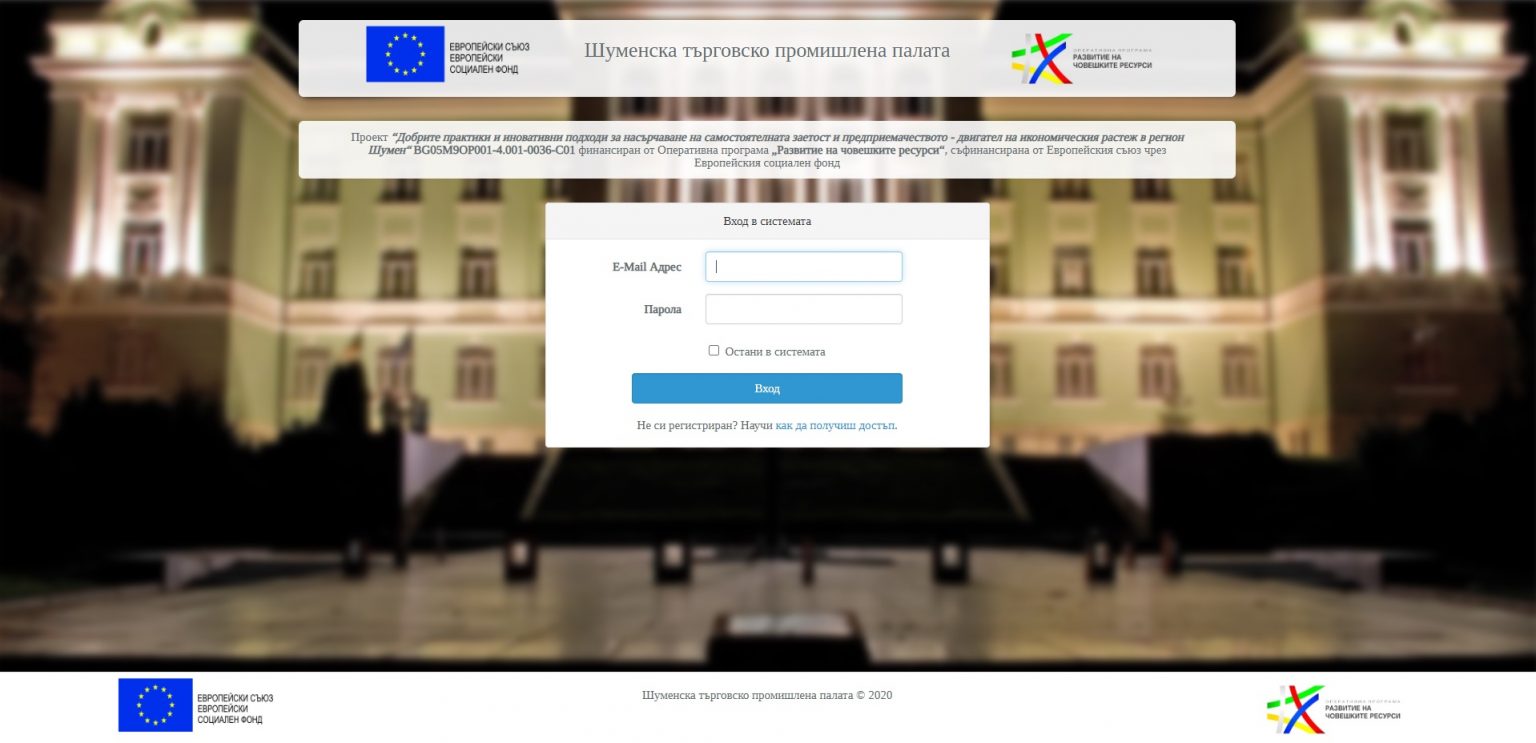 ЕВРОПЕЙСКИ СЪЮЗ
ЕВРОПЕЙСКИ
СОЦИАЛЕН ФОНД
Шуменска търговско промишлена палата
ОПЕРАТИВНА ПРОГРАМА
РАЗВИТИЕ НА
ЧОВЕШКИТЕ РЕСУРСИ
Проект “Добрите практики и иновативни подходи за насърчаване на самостоятелната заетост и предприемачеството - двигател на икономическия растеж в регион
Шумен“ BG05M9OP001-4.001-0036-C01 финансиран от Оперативна програма „Развитие на човешките ресурси“, съфинансирана от Европейския съюз чрез
Европейския социален фонд
Вход в системата
E-Mail Адрес
Парола
Остани в системата
Вход
Не си регистриран? Научи как да получиш достъп.
ЕВРОПЕЙСКИ СЪЮЗ
ЕВРОПЕЙСКИ
СОЦИАЛЕН ФОНД
Шуменска търговско промишлена палата © 2020
ОПЕРАТИВНА ПРОГРАМА
РАЗВИТИЕ НА
ЧОВЕШКИТЕ РЕСУРСИ